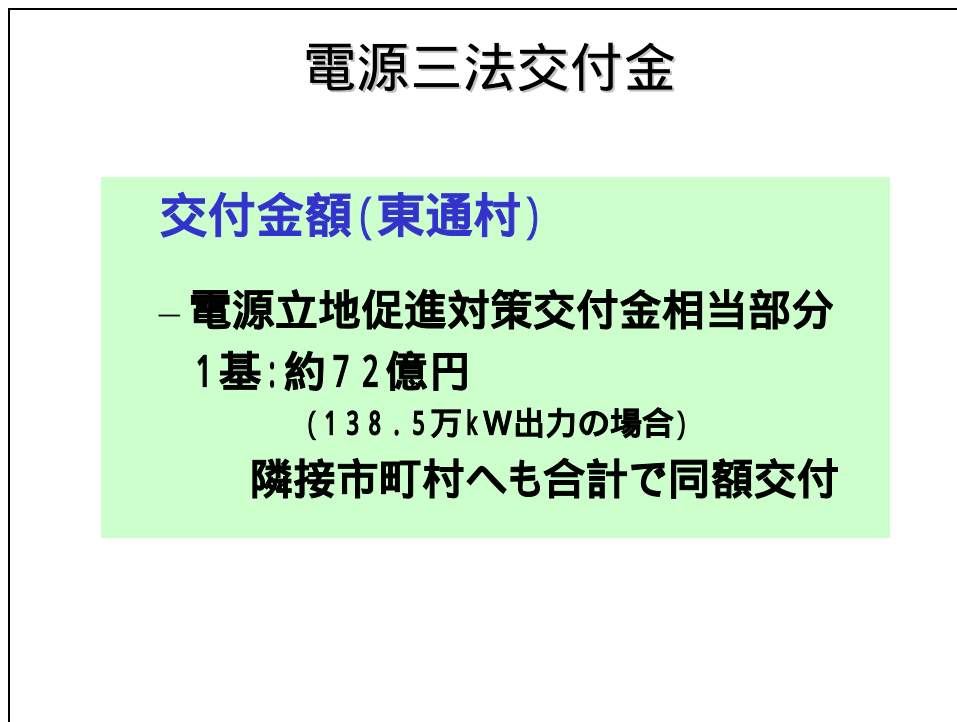 電源三法交付金
交付金額(東通村)
–電源立地促進対策交付金相当部分
1基:約72億円
(138.5万kW出力の場合)
隣接市町村へも合計で同額交付